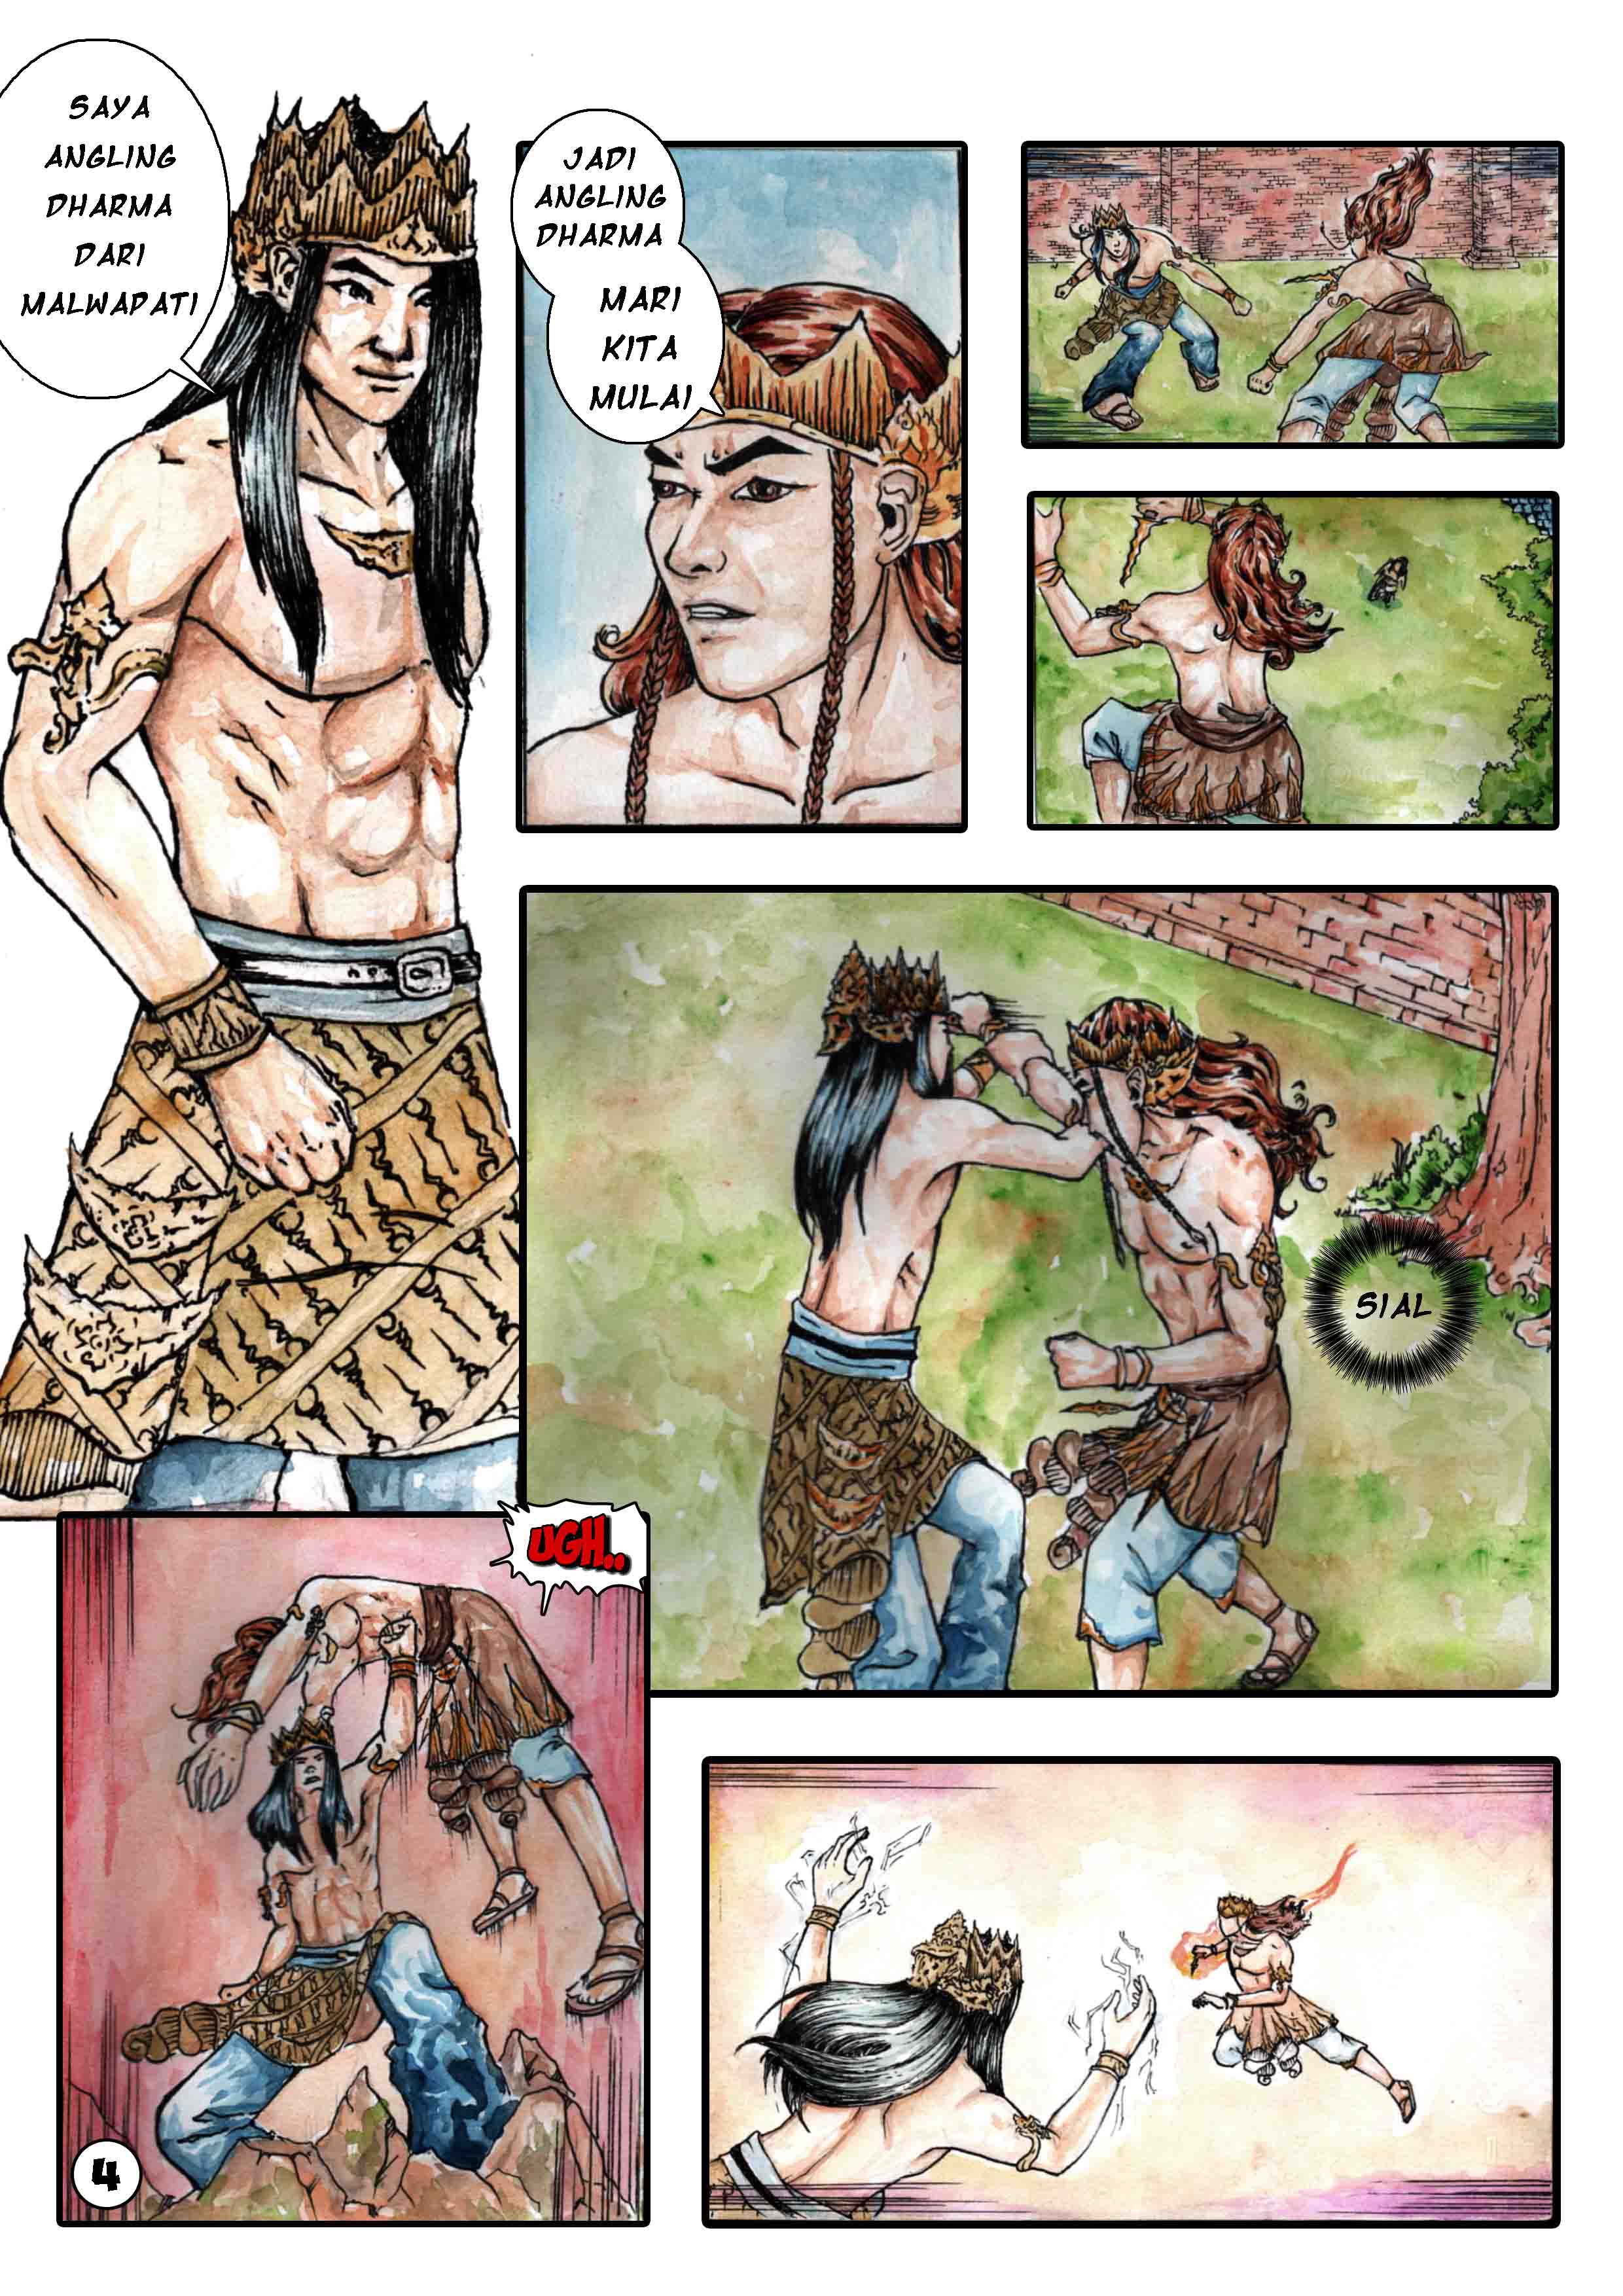 SAYA
ANGLING
DHARMA
DARI
MALWAPATI
JADI
ANGLING
DHARMA
MARI
KITA
MULAI
SIAL
UGH..
4